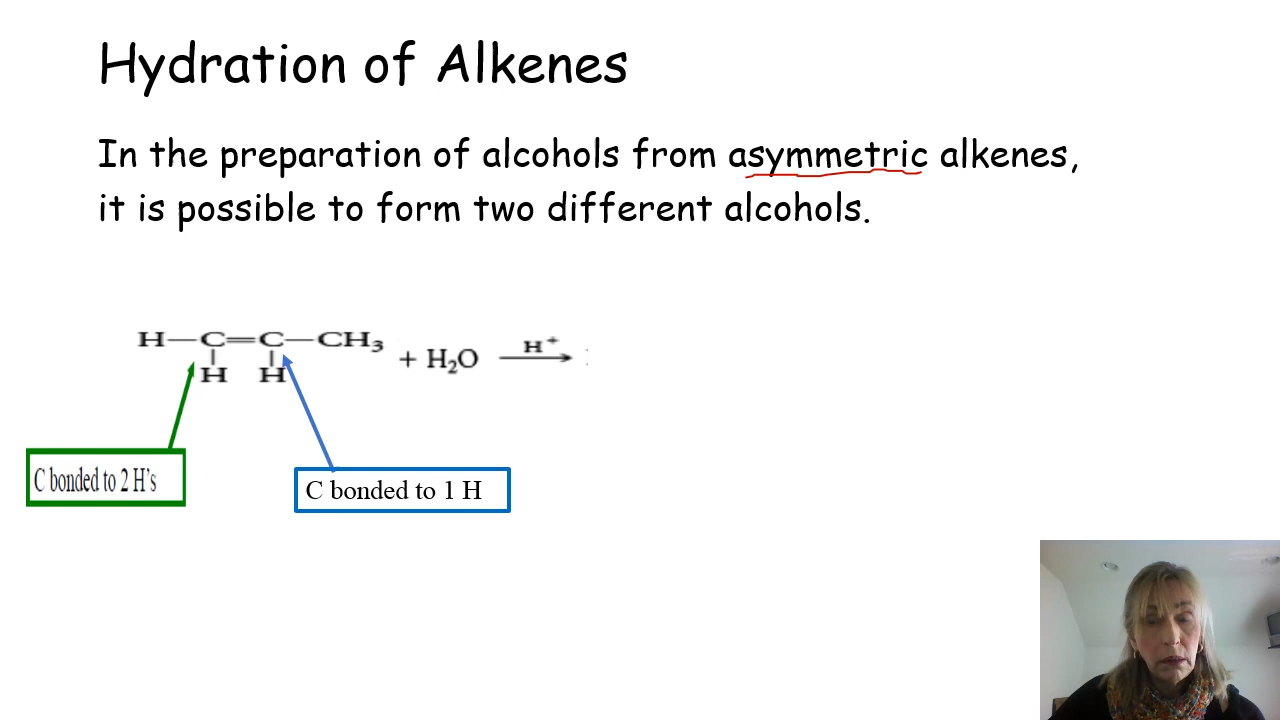 Hydration of Alkenes
In the preparation of alcohols from asymmetric alkenes,
it is possible to form two different alcohols.
H—C=C—CH₃ + H₂O ⟶ H⁺
H H
C bonded to 2 H's
C bonded to 1 H